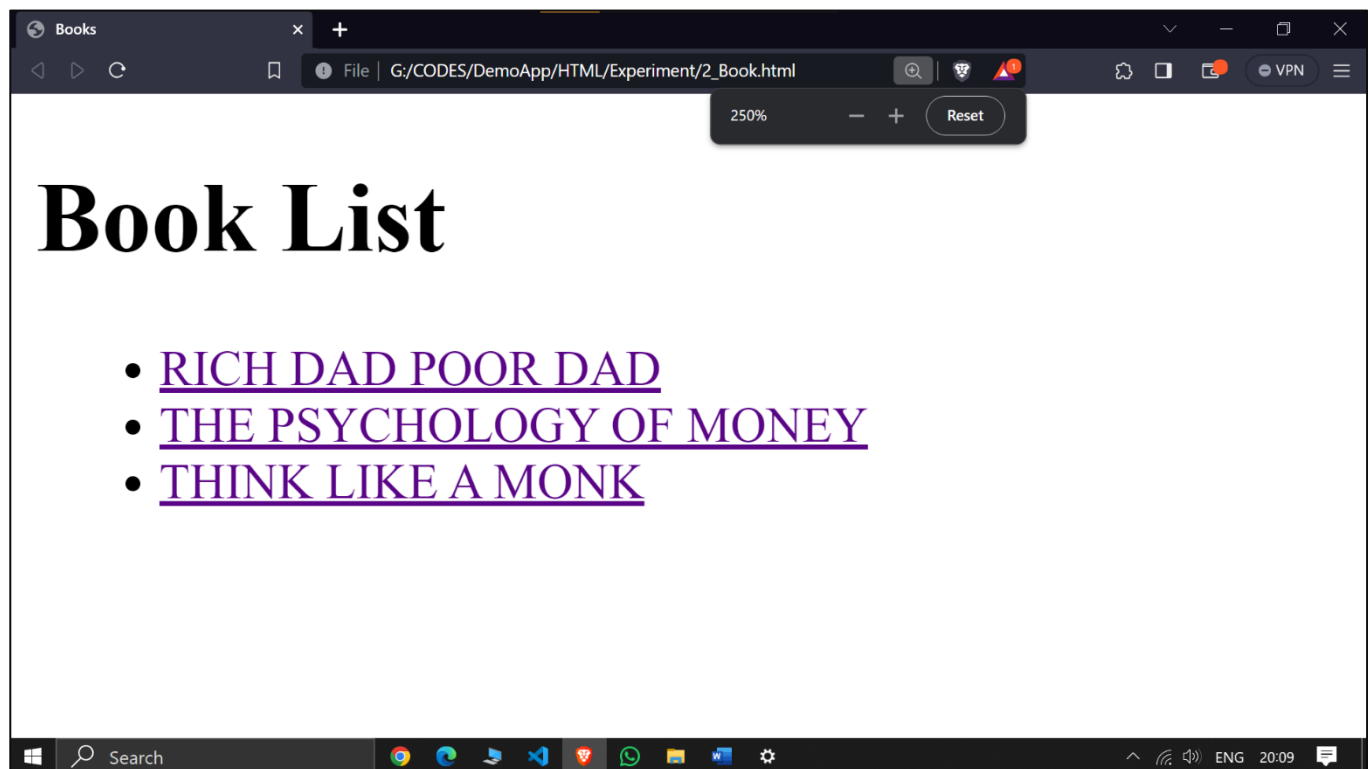 Books
File | G:/CODES/DemoApp/HTML/Experiment/2_Book.html
1
VPN
250%
Reset
Book List
RICH DAD POOR DAD
THE PSYCHOLOGY OF MONEY
THINK LIKE A MONK
Search
ENG 20:09